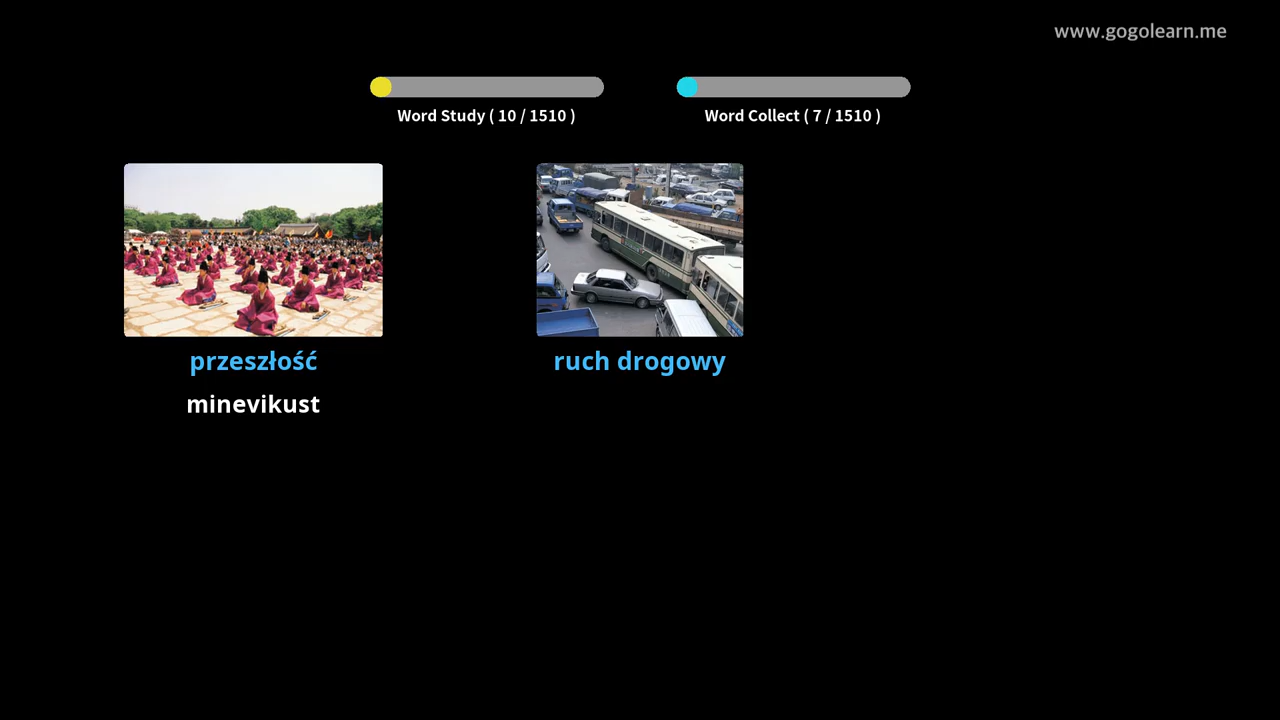 www.gogolearn.me
Word Study ( 10 / 1510 )
Word Collect ( 7 / 1510 )
przeszłość
ruch drogowy
minevikust